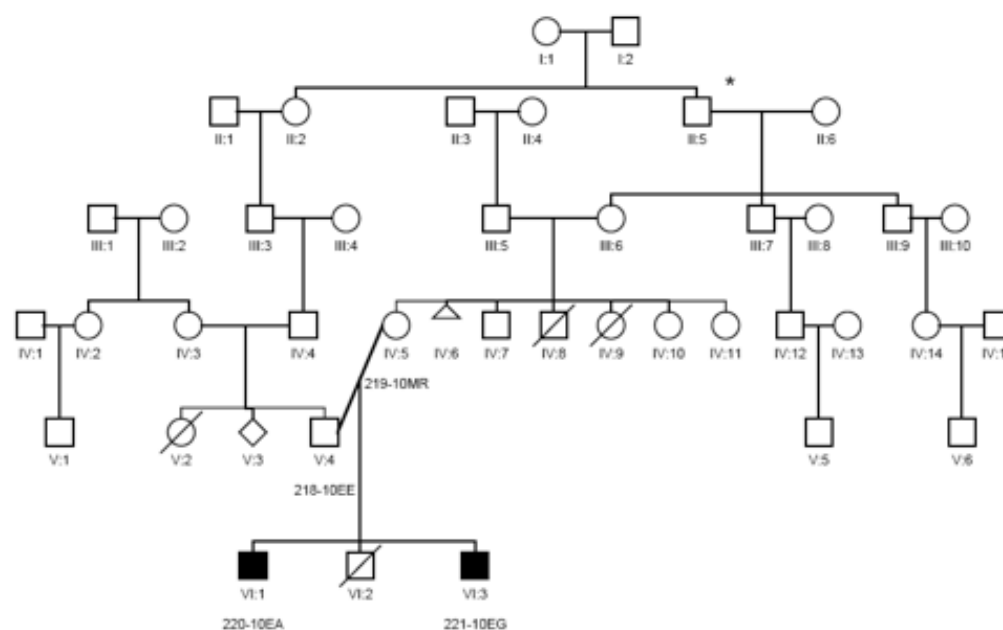 I:1 I:2
*
II:1 II:2 II:3 II:4 II:5 II:6
III:1 III:2 III:3 III:4 III:5 III:6 III:7 III:8 III:9 III:10
IV:1 IV:2 IV:3 IV:4 IV:5 IV:6 IV:7 IV:8 IV:9 IV:10 IV:11 IV:12 IV:13 IV:14 IV:1
219-10MR
V:1 V:2 V:3 V:4 V:5 V:6
218-10EE
VI:1 VI:2 VI:3
220-10EA 221-10EG